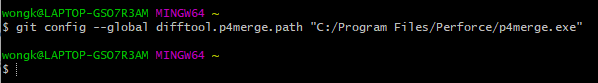 wongk@LAPTOP-GSO7R3AM MINGW64 ~
$ git config --global difftool.p4merge.path "C:/Program Files/Perforce/p4merge.exe"
wongk@LAPTOP-GSO7R3AM MINGW64 ~
$